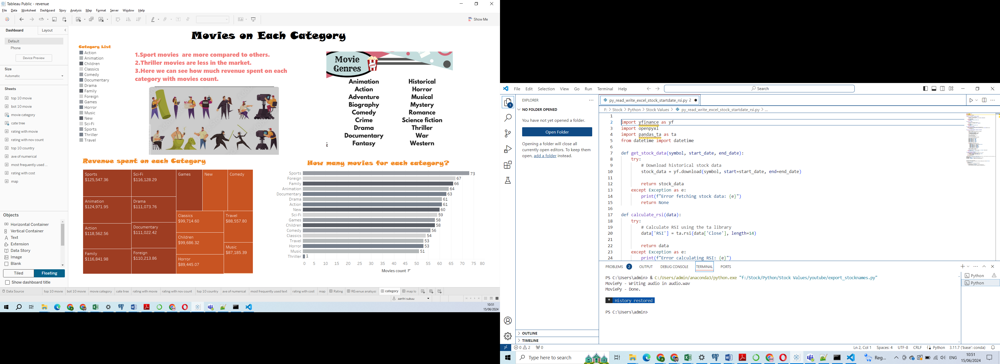 Tableau Public - revenue
File Data Worksheet Dashboard Story Analysis Map Format Server Window Help
Show Me
Dashboard Layout
Default
Phone
Device Preview
Size
Automatic
Sheets
top 10 movie
bot 10 movie
movie category
cate tree
rating with movie
rating with nov count
top 10 country
ave of numerical
most frequently used ...
rating with cost
map
Objects
Horizontal Container
Vertical Container
Text
Extension
Data Story
Image
Blank
Tiled Floating
Show dashboard title
Movies on Each Category
Category List
Action
Animation
Children
Classics
Comedy
Documentary
Drama
Family
Foreign
Games
Horror
Music
New
Sci-Fi
Sports
Thriller
Travel
1.Sport movies are more compared to others.
2.Thriller movies are less in the market.
3.Here we can see how much revenue spent on each
category with movies count.
Movie
Genres
Animation Historical
Action Horror
Adventure Musical
Biography Mystery
Comedy Romance
Crime Science fiction
Drama Thriller
Documentary War
Fantasy Western
Revenue spent on each Category
Sports
$125,547.36
Animation
$124,971.95
Action
$118,562.56
Family
$116,841.98
Sci-Fi
$116,128.29
Drama
$111,073.76
Documentary
$111,022.42
Foreign
$110,213.86
Games
New
Comedy
Classics
$99,714.60
Children
$99,686.32
Horror
$89,445.07
Travel
$88,557.80
Music
$87,185.39
How many movies for each category?
Sports 73
Foreign 67
Family 66
Animation 64
Documentary 63
Drama 61
Action 61
New 60
Sci-Fi 59
Games 58
Children 58
Comedy 56
Classics 54
Travel 53
Horror 53
Music 51
Thriller 1
0 5 10 15 20 25 30 35 40 45 50 55 60 65 70 75 80
Movies count
Data Source top 10 movie bot 10 movie movie category cate tree rating with movie rating with nov count top 10 country ave of numerical most frequently used text rating with cost map Rating REvenue analsysi category map lo
aarthi subuu
10:51
15/06/2024
File Edit Selection View Go Run Terminal Help
Search
EXPLORER
NO FOLDER OPENED
You have not yet opened a folder.
Open Folder
Opening a folder will close all
currently open editors. To keep them
open, add a folder instead.
OUTLINE
TIMELINE
py_read_write_excel_stock_startdate_rsi.py 2
F: > Stock > Python > Stock Values > py_read_write_excel_stock_startdate_rsi.py > ...
1
2 import yfinance as yf
3 import openpyxl
4 import pandas_ta as ta
5 from datetime import datetime
6
7 def get_stock_data(symbol, start_date, end_date):
8 try:
9 # Download historical stock data
10 stock_data = yf.download(symbol, start=start_date, end=end_date)
11
12 return stock_data
13 except Exception as e:
14 print(f"Error fetching stock data: {e}")
15 return None
16
17 def calculate_rsi(data):
18 try:
19 # Calculate RSI using the ta library
20 data['RSI'] = ta.rsi(data['Close'], length=14)
21
22 return data
23 except Exception as e:
24 print(f"Error calculating RSI: {e}")
PROBLEMS 2 OUTPUT DEBUG CONSOLE TERMINAL PORTS
PS C:\Users\admin> & C:/Users/admin/anaconda3/python.exe "f:/Stock/Python/Stock Values/youtube/export_stocknames.py"
MoviePy - Writing audio in audio.wav
MoviePy - Done.
* History restored
PS C:\Users\admin>
Python
Python
0 2 0
Ln 2, Col 1 Spaces: 4 UTF-8 CRLF Python 3.11.7 ('base': conda)
Type here to search
Reg...
ENG
10:51
15/06/2024